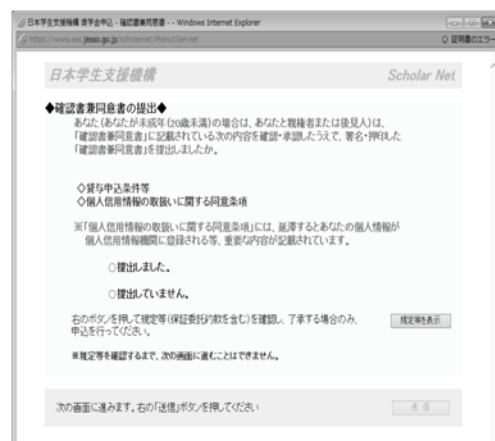 日本学生支援機構 奨学金申込 - 確認書兼同意書 - - Windows Internet Explorer
https://www.sas.jasso.go.jp/scholarnet/Menu1Servlet
証明書のエラー
日本学生支援機構
Scholar Net
◆確認書兼同意書の提出◆
あなた(あなたが未成年(20歳未満)の場合は、あなたと親権者または後見人)は、
「確認書兼同意書」に記載されている次の内容を確認・承認したうえで、署名・押印した
「確認書兼同意書」を提出しましたか。
◇貸与申込条件等
◇個人信用情報の取扱いに関する同意条項
※「個人信用情報の取扱いに関する同意条項」には、延滞するとあなたの個人情報が
個人信用情報機関に登録される等、重要な内容が記載されています。
○提出しました。
○提出していません。
右のボタンを押して規定等(保証委託約款を含む)を確認し、了承する場合のみ、
申込を行ってください。
規定等を表示
※規定等を確認するまで、次の画面に進むことはできません。
次の画面に進みます。右の「送信」ボタンを押してください
送信